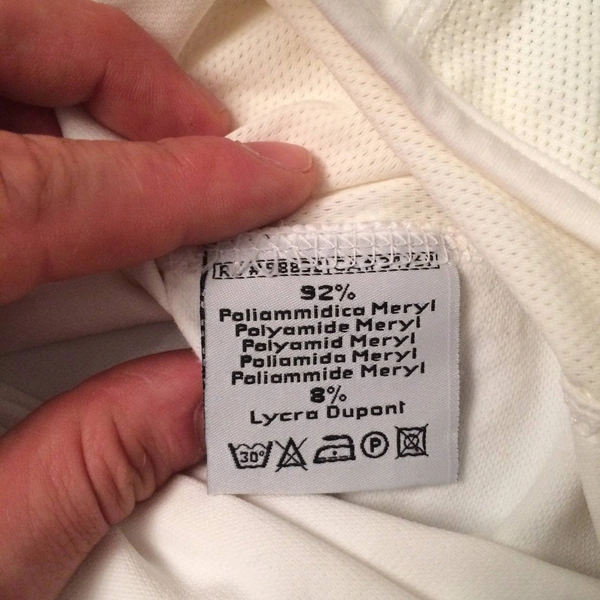 92%
Poliammidica Meryl
Polyamide Meryl
Polyamid Meryl
Poliamida Meryl
Poliammide Meryl
8%
Lycra Dupont
30° P